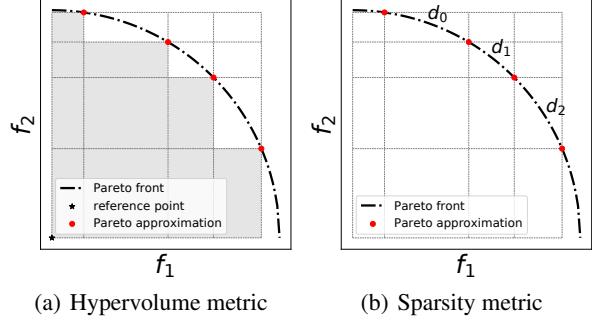 f2
Pareto front
reference point
Pareto approximation
f1
(a) Hypervolume metric
d0
d1
d2
f2
Pareto front
Pareto approximation
f1
(b) Sparsity metric